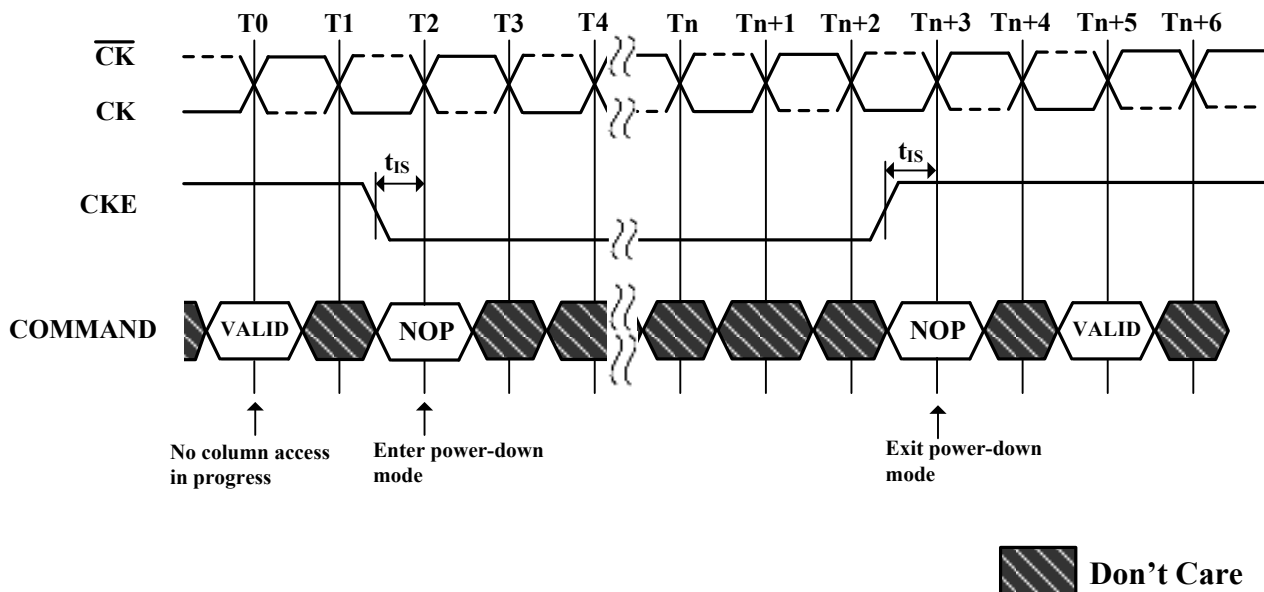 T0 T1 T2 T3 T4 Tn Tn+1 Tn+2 Tn+3 Tn+4 Tn+5 Tn+6
CK
CK
tIS tIS
CKE
COMMAND VALID NOP NOP VALID
No column access
in progress
Enter power-down
mode
Exit power-down
mode
Don't Care